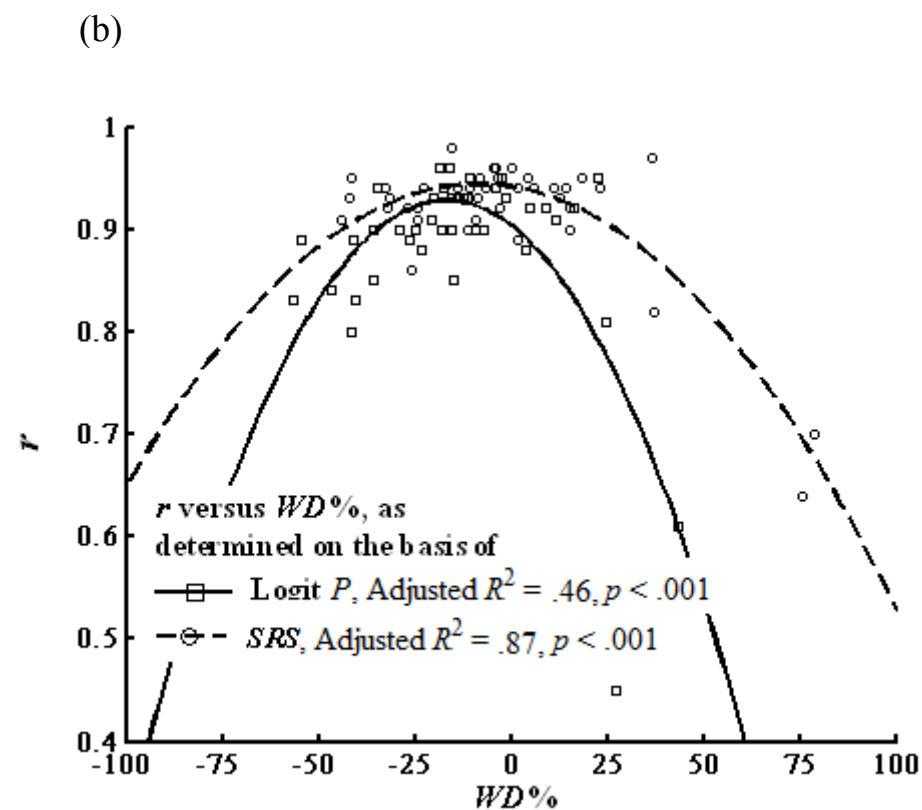 (b)
1
0.9
0.8
0.7
0.6
0.5
0.4
r
r versus WD%, as
determined on the basis of
Logit P, Adjusted R² = .46, p < .001
SRS, Adjusted R² = .87, p < .001
-100 -75 -50 -25 0 25 50 75 100
WD%